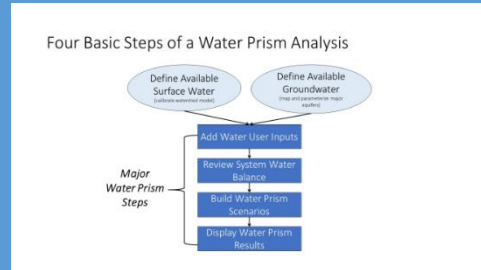 Four Basic Steps of a Water Prism Analysis
Define Available
Surface Water
(calibrate watershed model)
Define Available
Groundwater
(map and parameterize major
aquifers)
Add Water User Inputs
Review System Water
Balance
Build Water Prism
Scenarios
Display Water Prism
Results
Major
Water Prism
Steps